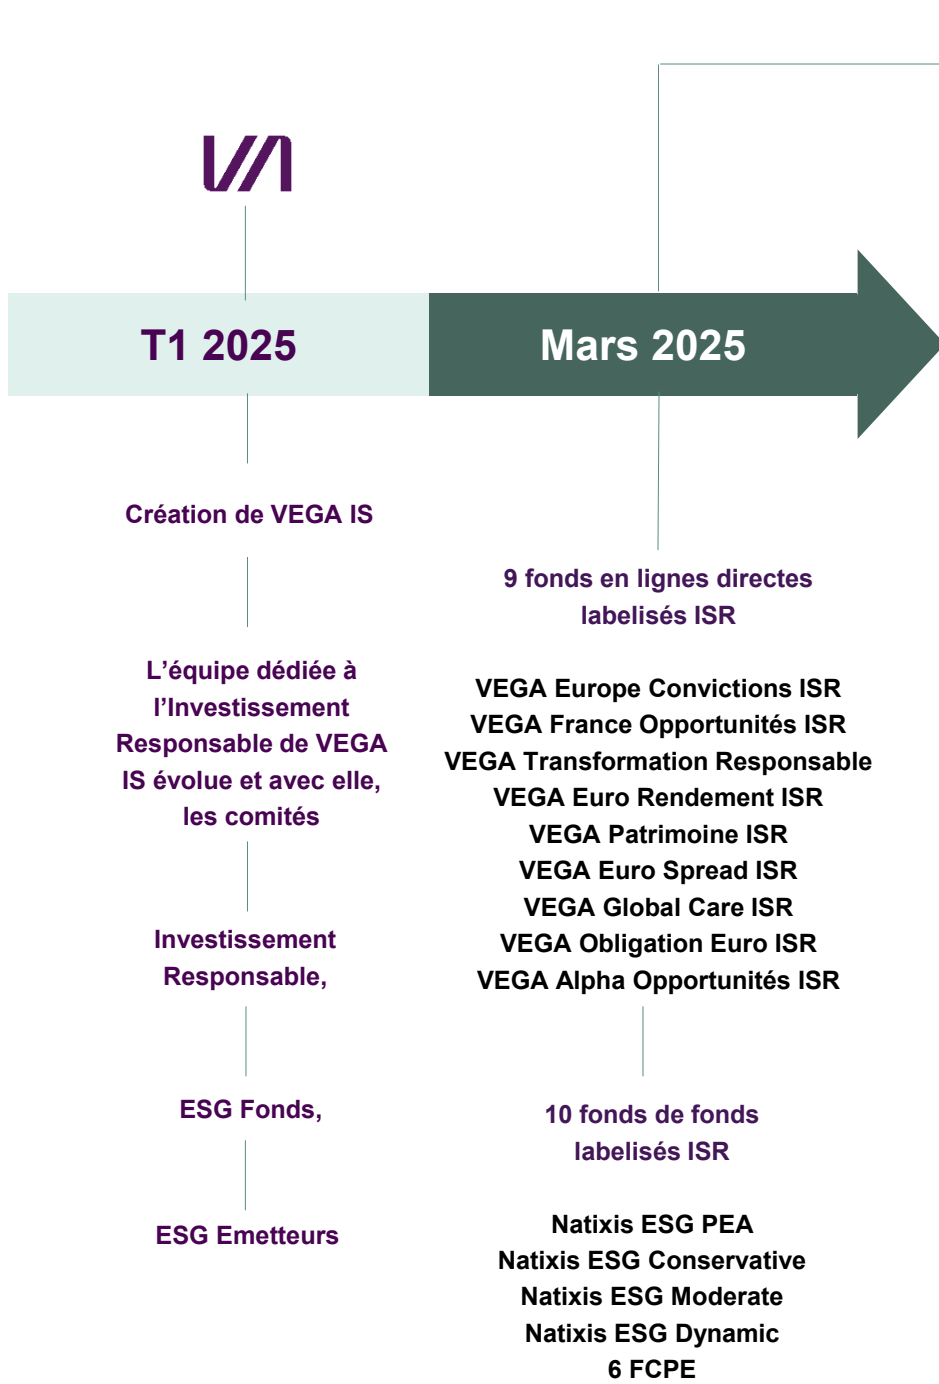 T1 2025
Création de VEGA IS
L'équipe dédiée à
l'Investissement
Responsable de VEGA
IS évolue et avec elle,
les comités
Investissement
Responsable,
ESG Fonds,
ESG Emetteurs
Mars 2025
9 fonds en lignes directes
labelisés ISR
VEGA Europe Convictions ISR
VEGA France Opportunités ISR
VEGA Transformation Responsable
VEGA Euro Rendement ISR
VEGA Patrimoine ISR
VEGA Euro Spread ISR
VEGA Global Care ISR
VEGA Obligation Euro ISR
VEGA Alpha Opportunités ISR
10 fonds de fonds
labelisés ISR
Natixis ESG PEA
Natixis ESG Conservative
Natixis ESG Moderate
Natixis ESG Dynamic
6 FCPE